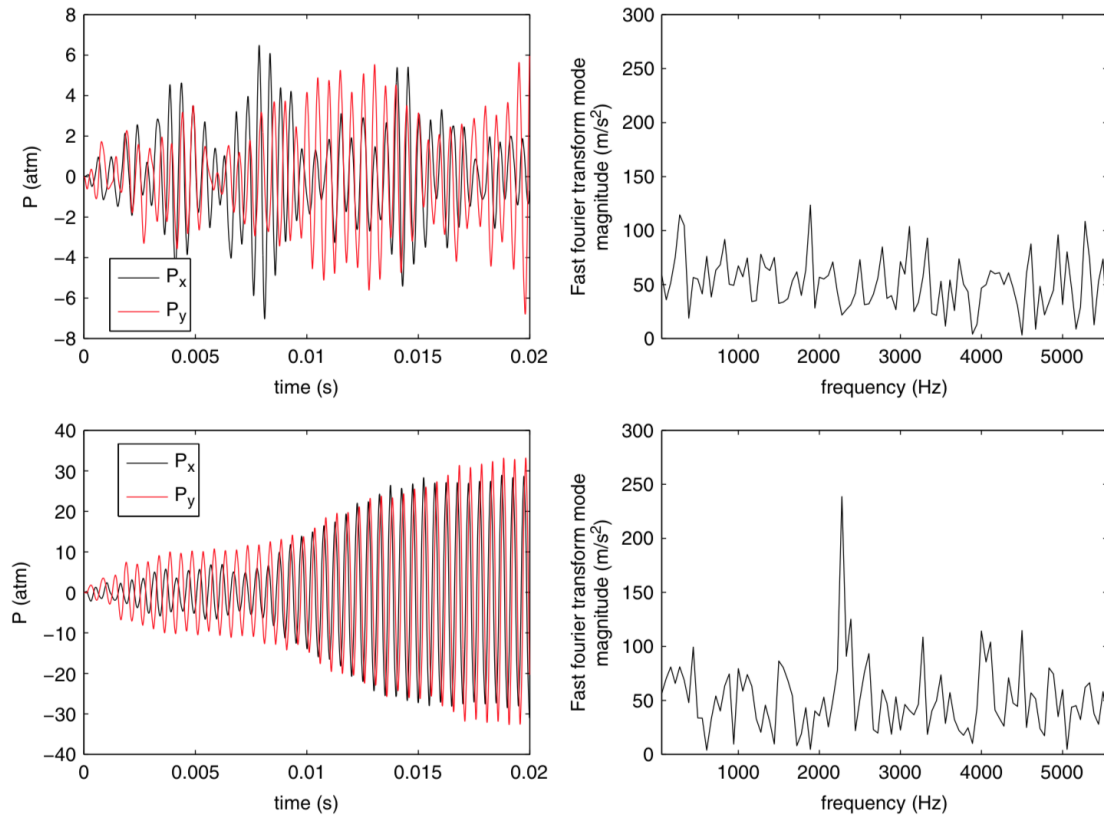 8
6
4
2
0
−2
−4
−6
−8
P (atm)
P_x
P_y
0 0.005 0.01 0.015 0.02
time (s)
300
250
200
150
100
50
0
Fast fourier transform mode
magnitude (m/s²)
1000 2000 3000 4000 5000
frequency (Hz)
40
30
20
10
0
−10
−20
−30
−40
P (atm)
P_x
P_y
0 0.005 0.01 0.015 0.02
time (s)
300
250
200
150
100
50
0
Fast fourier transform mode
magnitude (m/s²)
1000 2000 3000 4000 5000
frequency (Hz)